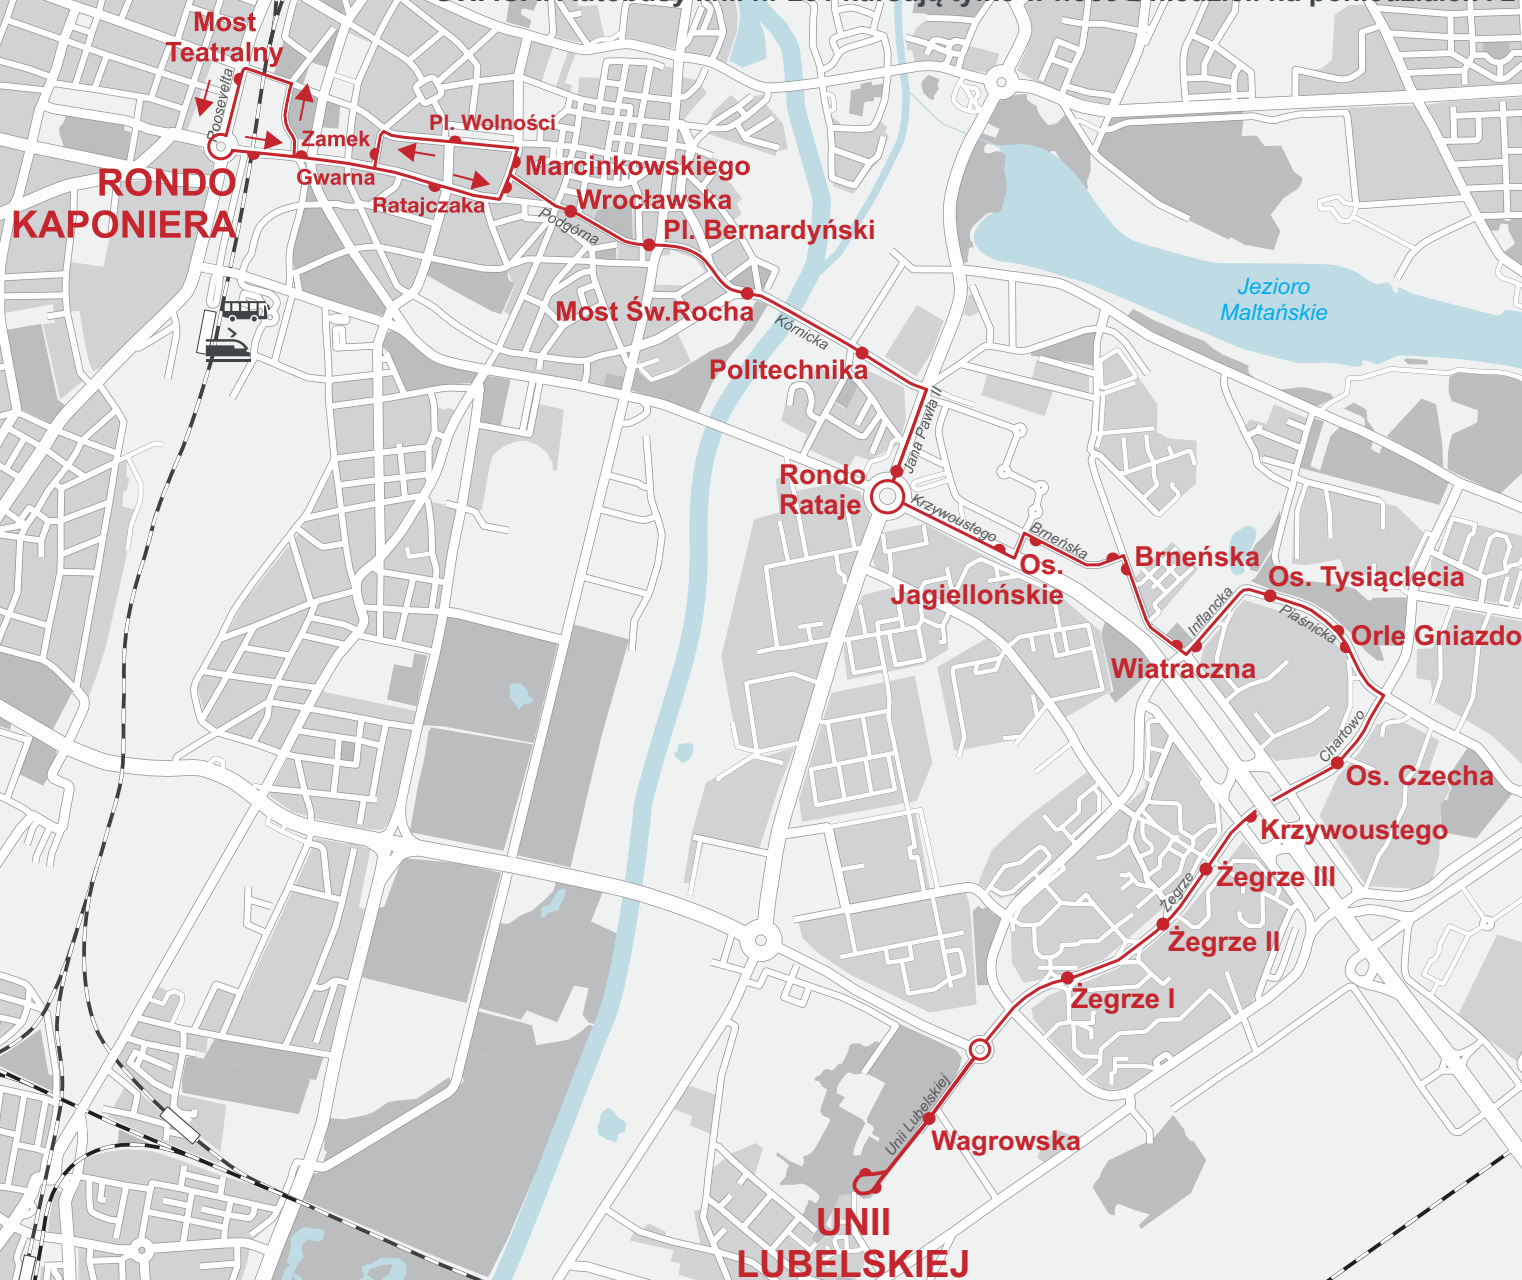 Most
Teatralny
Roosevelta
Zamek
Pl. Wolności
Gwarna
Marcinkowskiego
RONDO
KAPONIERA
Ratajczaka
Wrocławska
Podgórna
Pl. Bernardyński
Jezioro
Maltańskie
Most Św.Rocha
Kórnicka
Politechnika
Jana Pawła II
Rondo
Rataje
Krzywoustego
Brneńska
Os.
Jagiellońskie
Brneńska
Os. Tysiąclecia
Inflancka
Piaśnicka
Orle Gniazdo
Wiatraczna
Chartowo
Os. Czecha
Krzywoustego
Żegrze III
Żegrze
Żegrze II
Żegrze I
Unii Lubelskiej
Wagrowska
UNII
LUBELSKIEJ